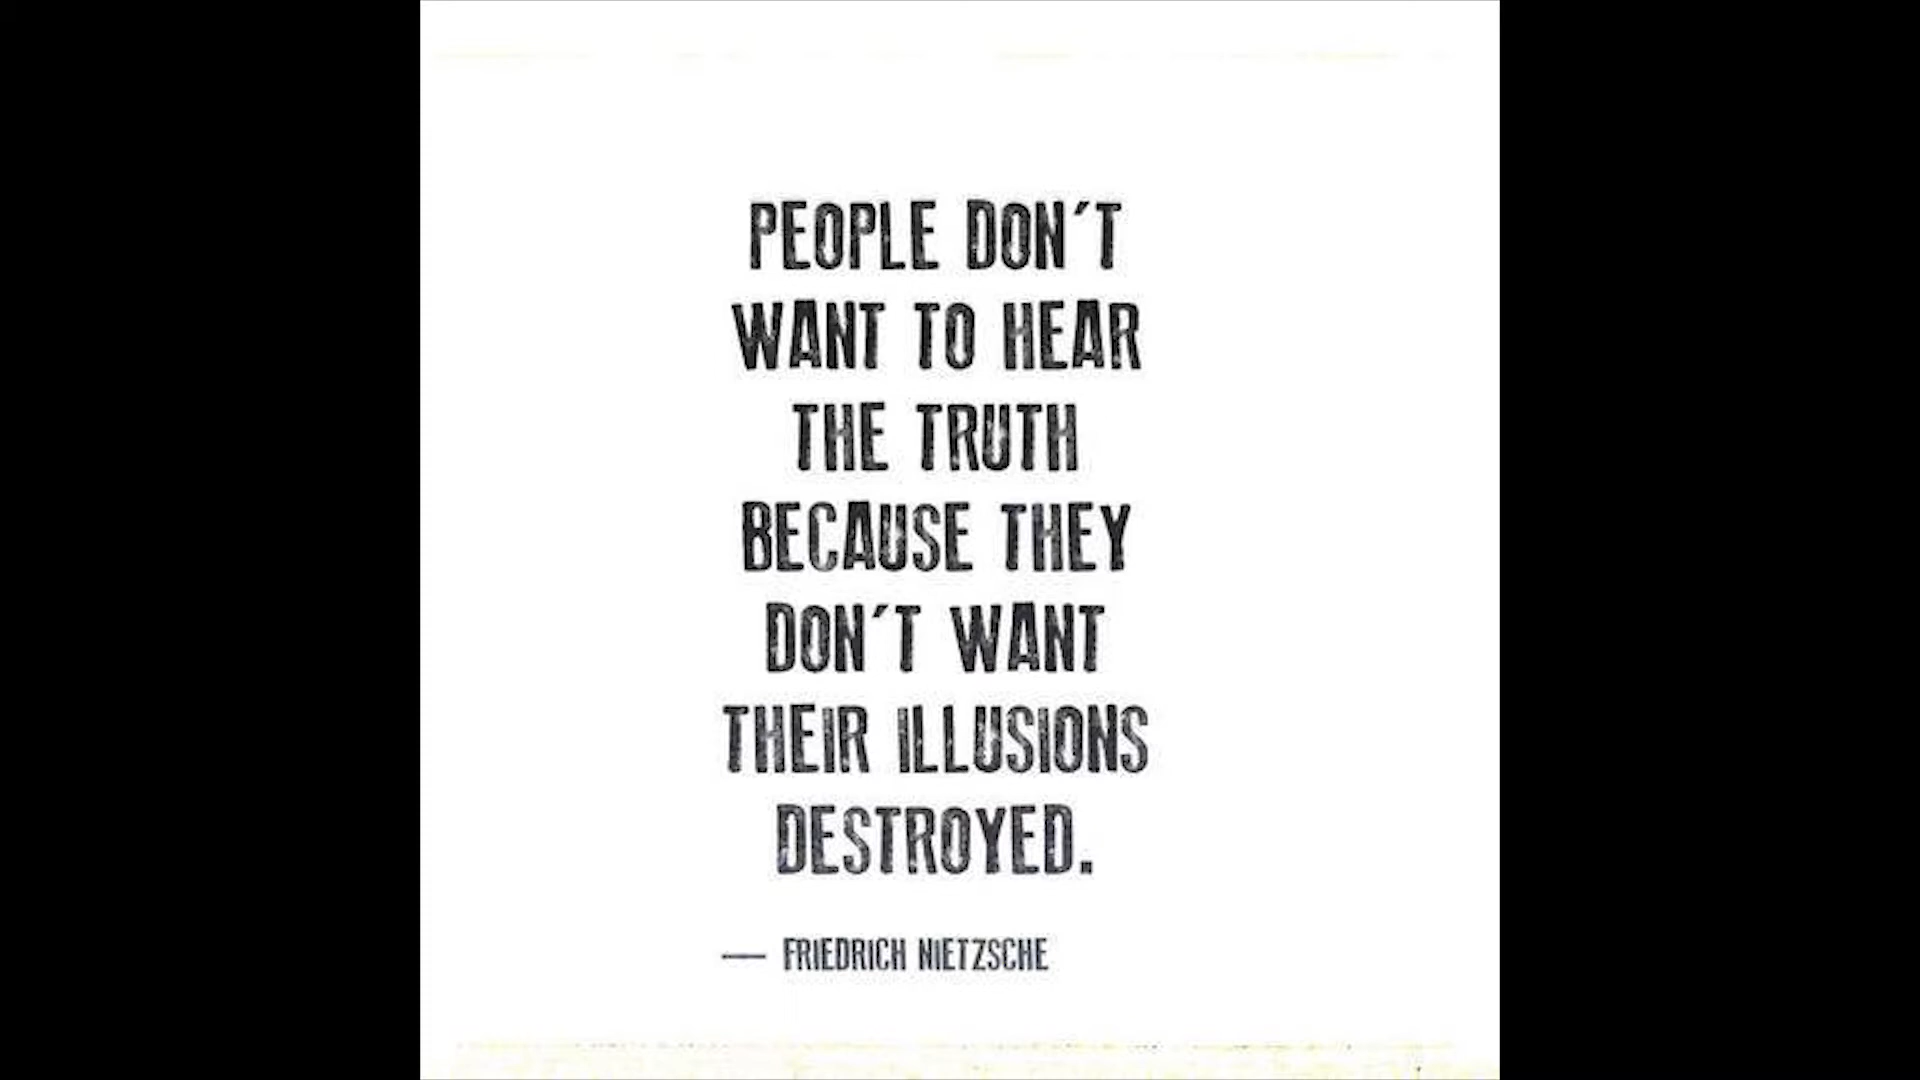 PEOPLE DON´T
WANT TO HEAR
THE TRUTH
BECAUSE THEY
DON´T WANT
THEIR ILLUSIONS
DESTROYED.
— FRIEDRICH NIETZSCHE